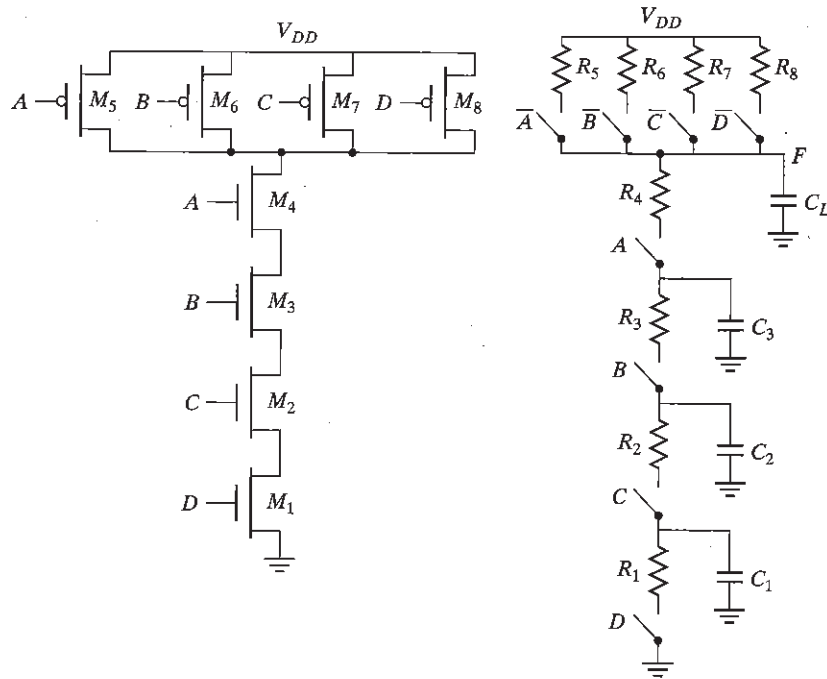 V_DD
A M5 B M6 C M7 D M8
A M4
B M3
C M2
D M1
V_DD
R5 R6 R7 R8
A̅ B̅ C̅ D̅
F
R4 C_L
A
R3 C3
B
R2 C2
C
R1 C1
D